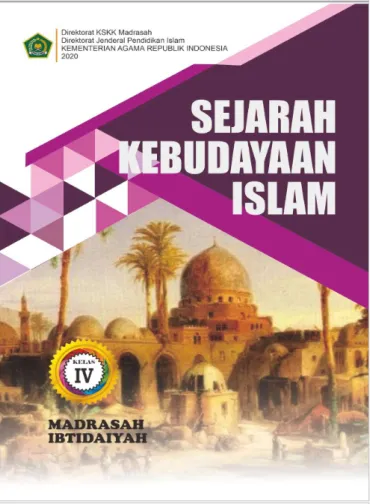 Direktorat KSKK Madrasah
Direktorat Jenderal Pendidikan Islam
KEMENTERIAN AGAMA REPUBLIK INDONESIA
2020
SEJARAH
KEBUDAYAAN
ISLAM
KELAS
IV
MADRASAH
IBTIDAIYAH